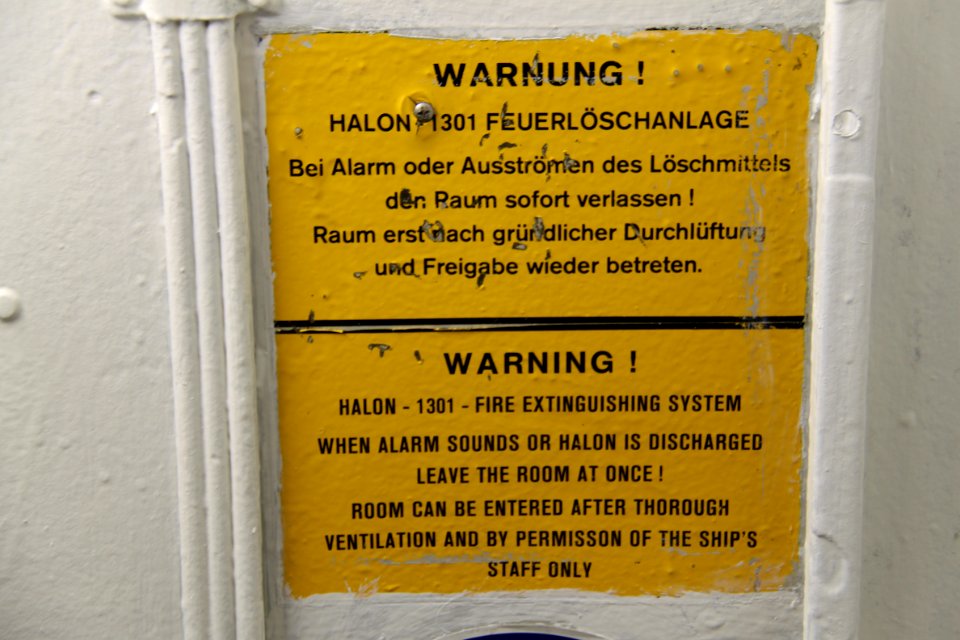 WARNUNG !
HALON - 1301 FEUERLÖSCHANLAGE
Bei Alarm oder Ausströmen des Löschmittels
den Raum sofort verlassen !
Raum erst nach gründlicher Durchlüftung
und Freigabe wieder betreten.
WARNING !
HALON - 1301 - FIRE EXTINGUISHING SYSTEM
WHEN ALARM SOUNDS OR HALON IS DISCHARGED
LEAVE THE ROOM AT ONCE !
ROOM CAN BE ENTERED AFTER THOROUGH
VENTILATION AND BY PERMISSON OF THE SHIP'S
STAFF ONLY